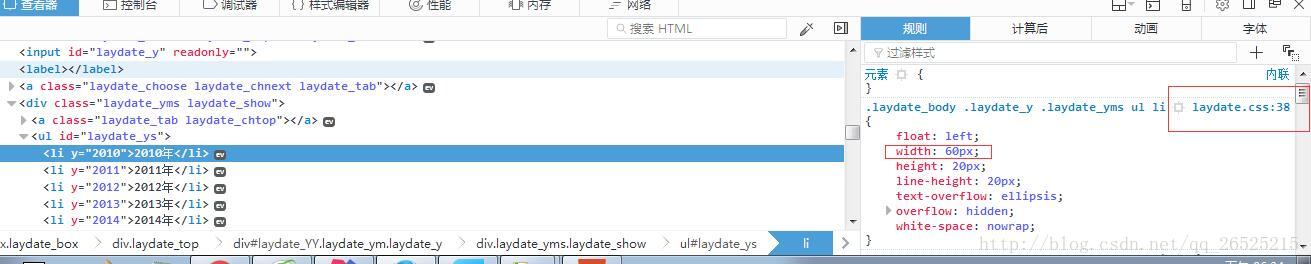 查看器 控制台 调试器 {} 样式编辑器 性能 内存 网络
搜索 HTML
<input id="laydate_y" readonly="">
<label></label>
<a class="laydate_choose laydate_chnext laydate_tab"></a> ev
<div class="laydate_yms laydate_show">
<a class="laydate_tab laydate_chtop"></a> ev
<ul id="laydate_ys">
<li y="2010">2010年</li> ev
<li y="2011">2011年</li> ev
<li y="2012">2012年</li> ev
<li y="2013">2013年</li> ev
<li y="2014">2014年</li> ev
x.laydate_box div.laydate_top div#laydate_YY.laydate_ym.laydate_y div.laydate_yms.laydate_show ul#laydate_ys li
规则 计算后 动画 字体
过滤样式
元素 { 内联
}
.laydate_body .laydate_y .laydate_yms ul li laydate.css:38
{
float: left;
width: 60px;
height: 20px;
line-height: 20px;
text-overflow: ellipsis;
overflow: hidden;
white-space: nowrap;
}
http://blog.csdn.net/qq_26525215